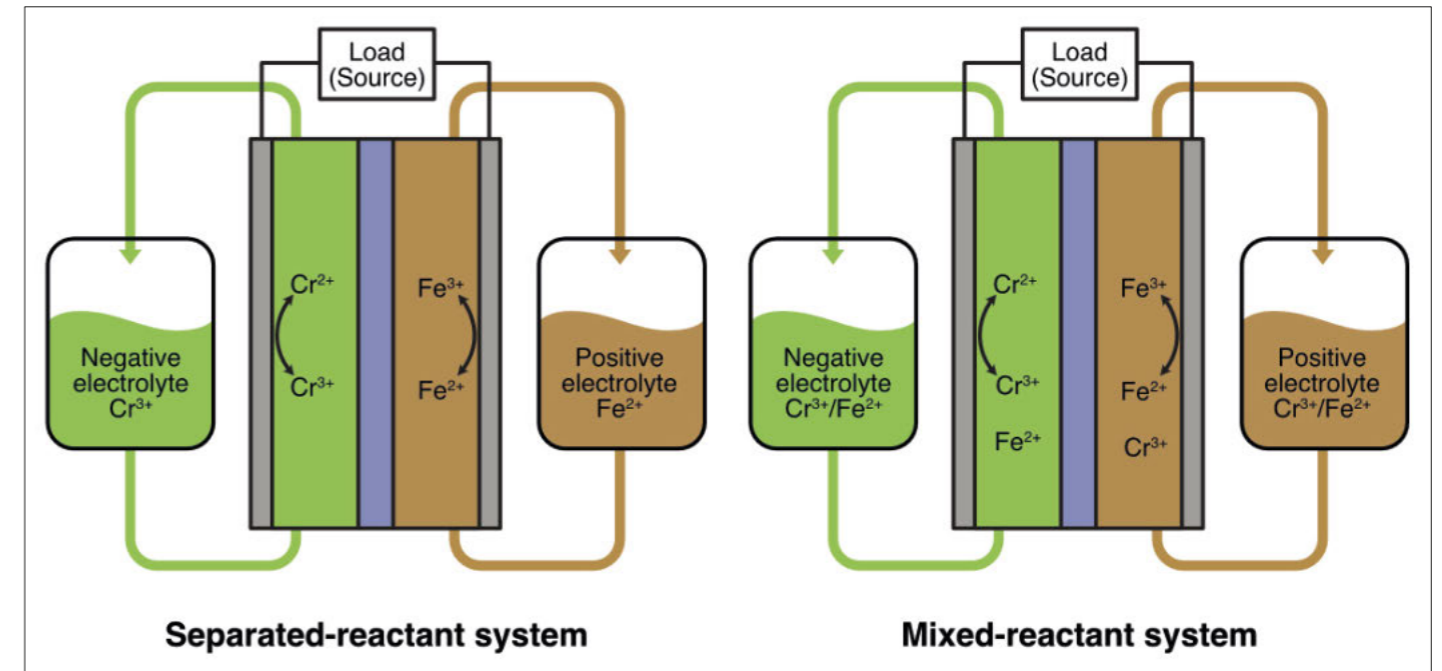 Load
(Source)
Cr²⁺
Fe³⁺
Negative
electrolyte
Cr³⁺
Cr³⁺
Fe²⁺
Positive
electrolyte
Fe²⁺
Separated-reactant system
Load
(Source)
Cr²⁺
Fe³⁺
Negative
electrolyte
Cr³⁺/Fe²⁺
Cr³⁺
Fe²⁺
Fe²⁺
Cr³⁺
Positive
electrolyte
Cr³⁺/Fe²⁺
Mixed-reactant system